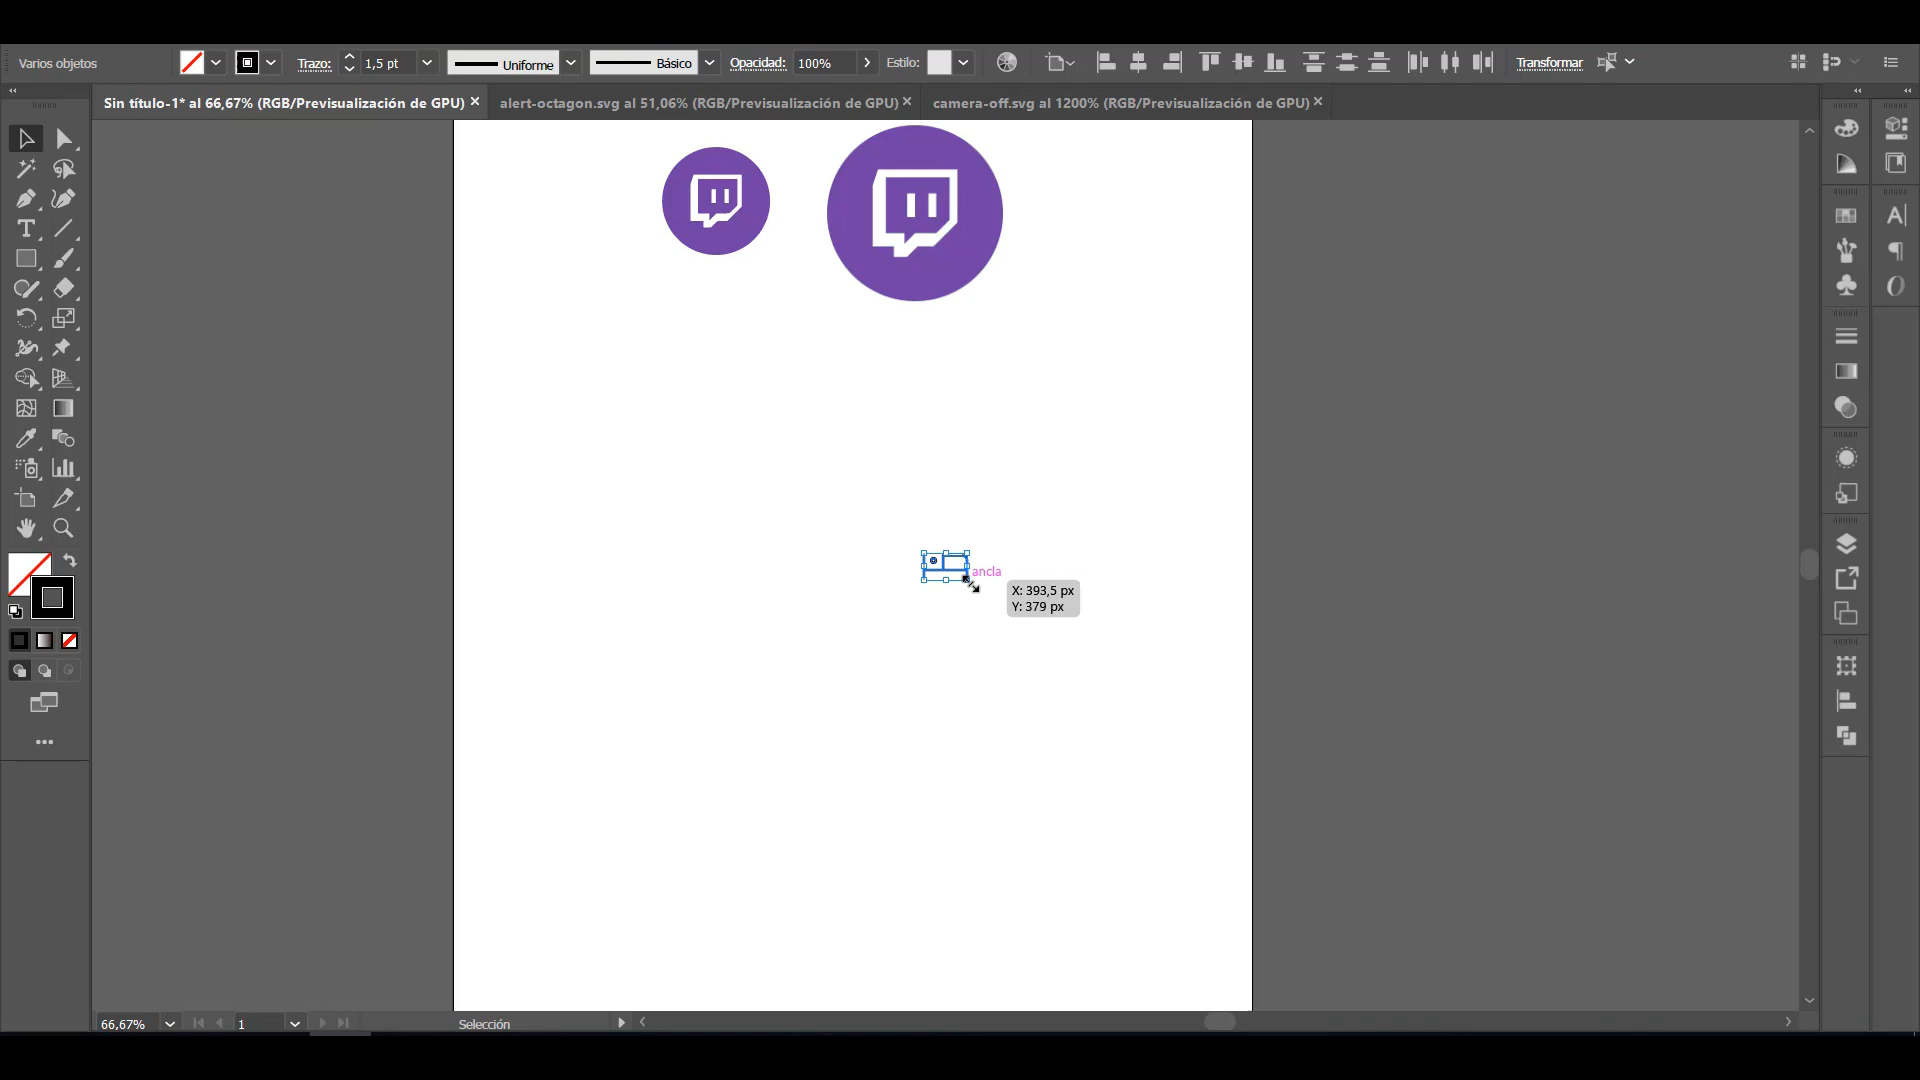 Varios objetos
Trazo:
1,5 pt
Uniforme
Básico
Opacidad:
100%
Estilo:
Transformar
Sin título-1* al 66,67% (RGB/Previsualización de GPU)
alert-octagon.svg al 51,06% (RGB/Previsualización de GPU)
camera-off.svg al 1200% (RGB/Previsualización de GPU)
ancla
X: 393,5 px
Y: 379 px
66,67%
1
Selección